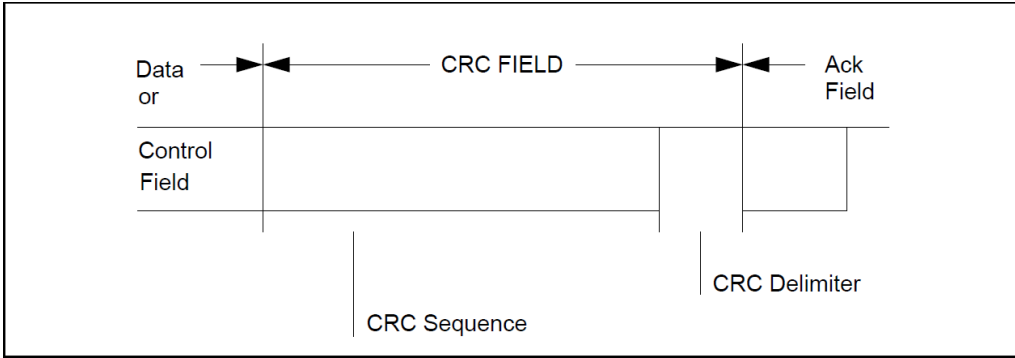 Data
or
CRC FIELD
Ack
Field
Control
Field
CRC Delimiter
CRC Sequence